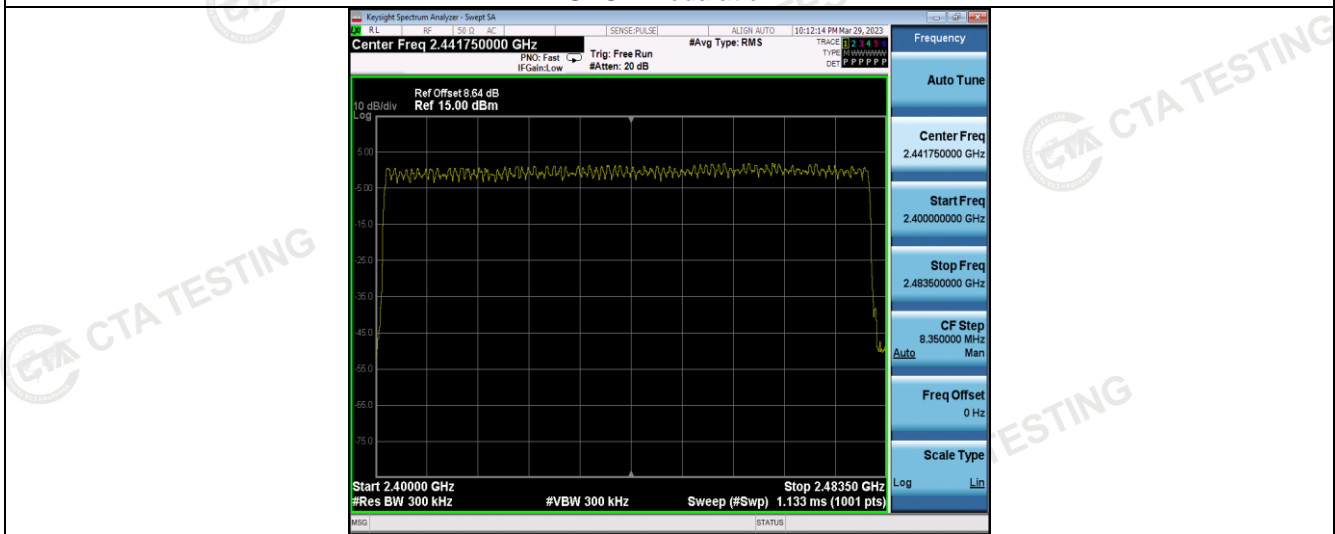 Keysight Spectrum Analyzer - Swept SA
RL RF 50 Ω AC SENSE:PULSE ALIGN AUTO 10:12:14 PM Mar 29, 2023
Center Freq 2.441750000 GHz #Avg Type: RMS TRACE 1 2 3 4 5 6
PNO: Fast Trig: Free Run TYPE M WWWWW
IFGain:Low #Atten: 20 dB DET P P P P P P
Ref Offset 8.64 dB
10 dB/div Ref 15.00 dBm
Log
5.00
-5.00
-15.0
-25.0
-35.0
-45.0
-55.0
-65.0
-75.0
Start 2.40000 GHz Stop 2.48350 GHz
#Res BW 300 kHz #VBW 300 kHz Sweep (#Swp) 1.133 ms (1001 pts)
MSG STATUS
Frequency
Auto Tune
Center Freq
2.441750000 GHz
Start Freq
2.400000000 GHz
Stop Freq
2.483500000 GHz
CF Step
8.350000 MHz
Auto Man
Freq Offset
0 Hz
Scale Type
Log Lin
CTA TESTING
CTA TESTING
ESTING